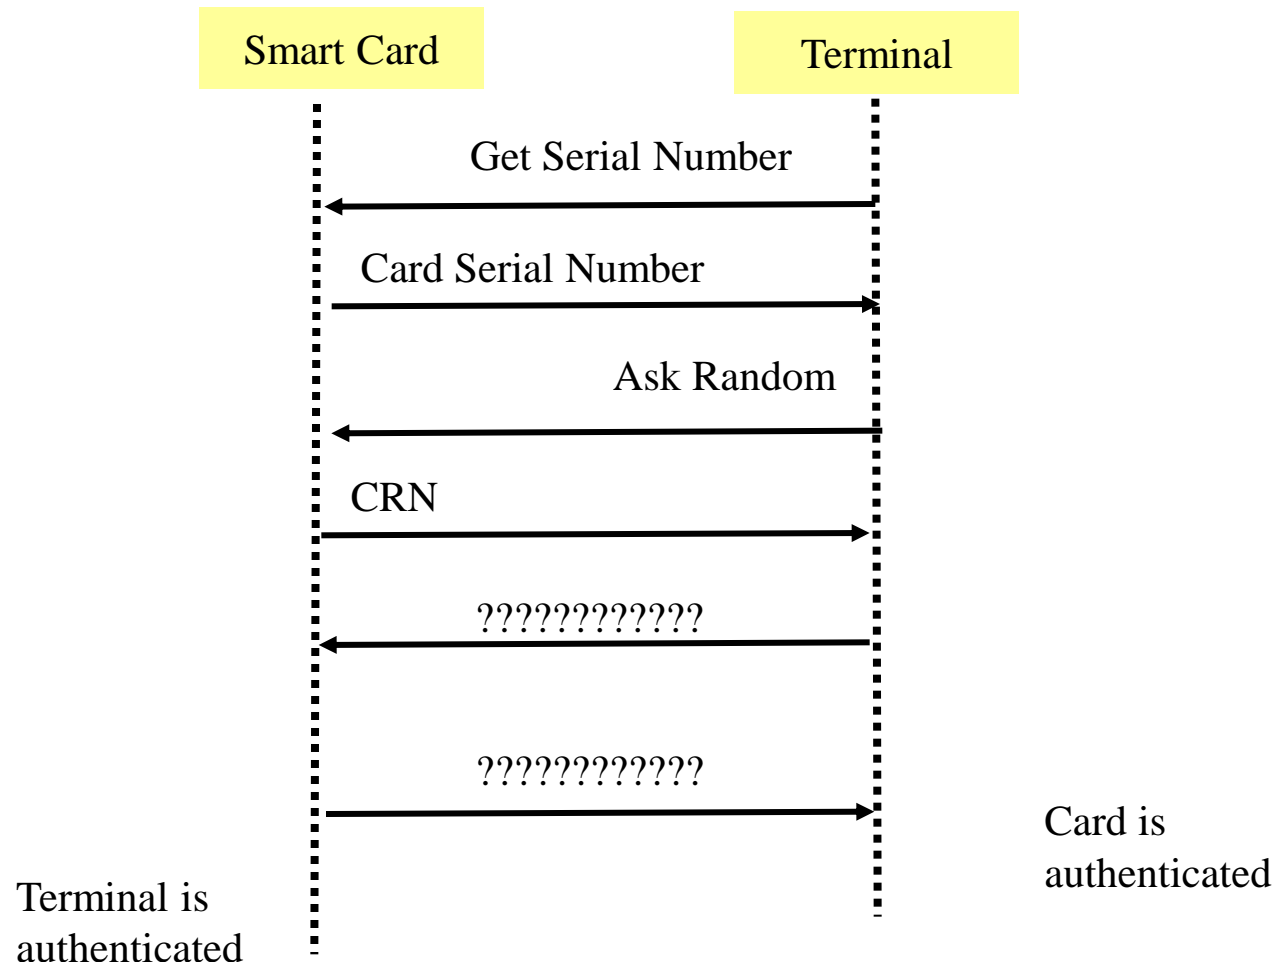 Smart Card
Terminal
Get Serial Number
Card Serial Number
Ask Random
CRN
????????????
????????????
Card is
authenticated
Terminal is
authenticated